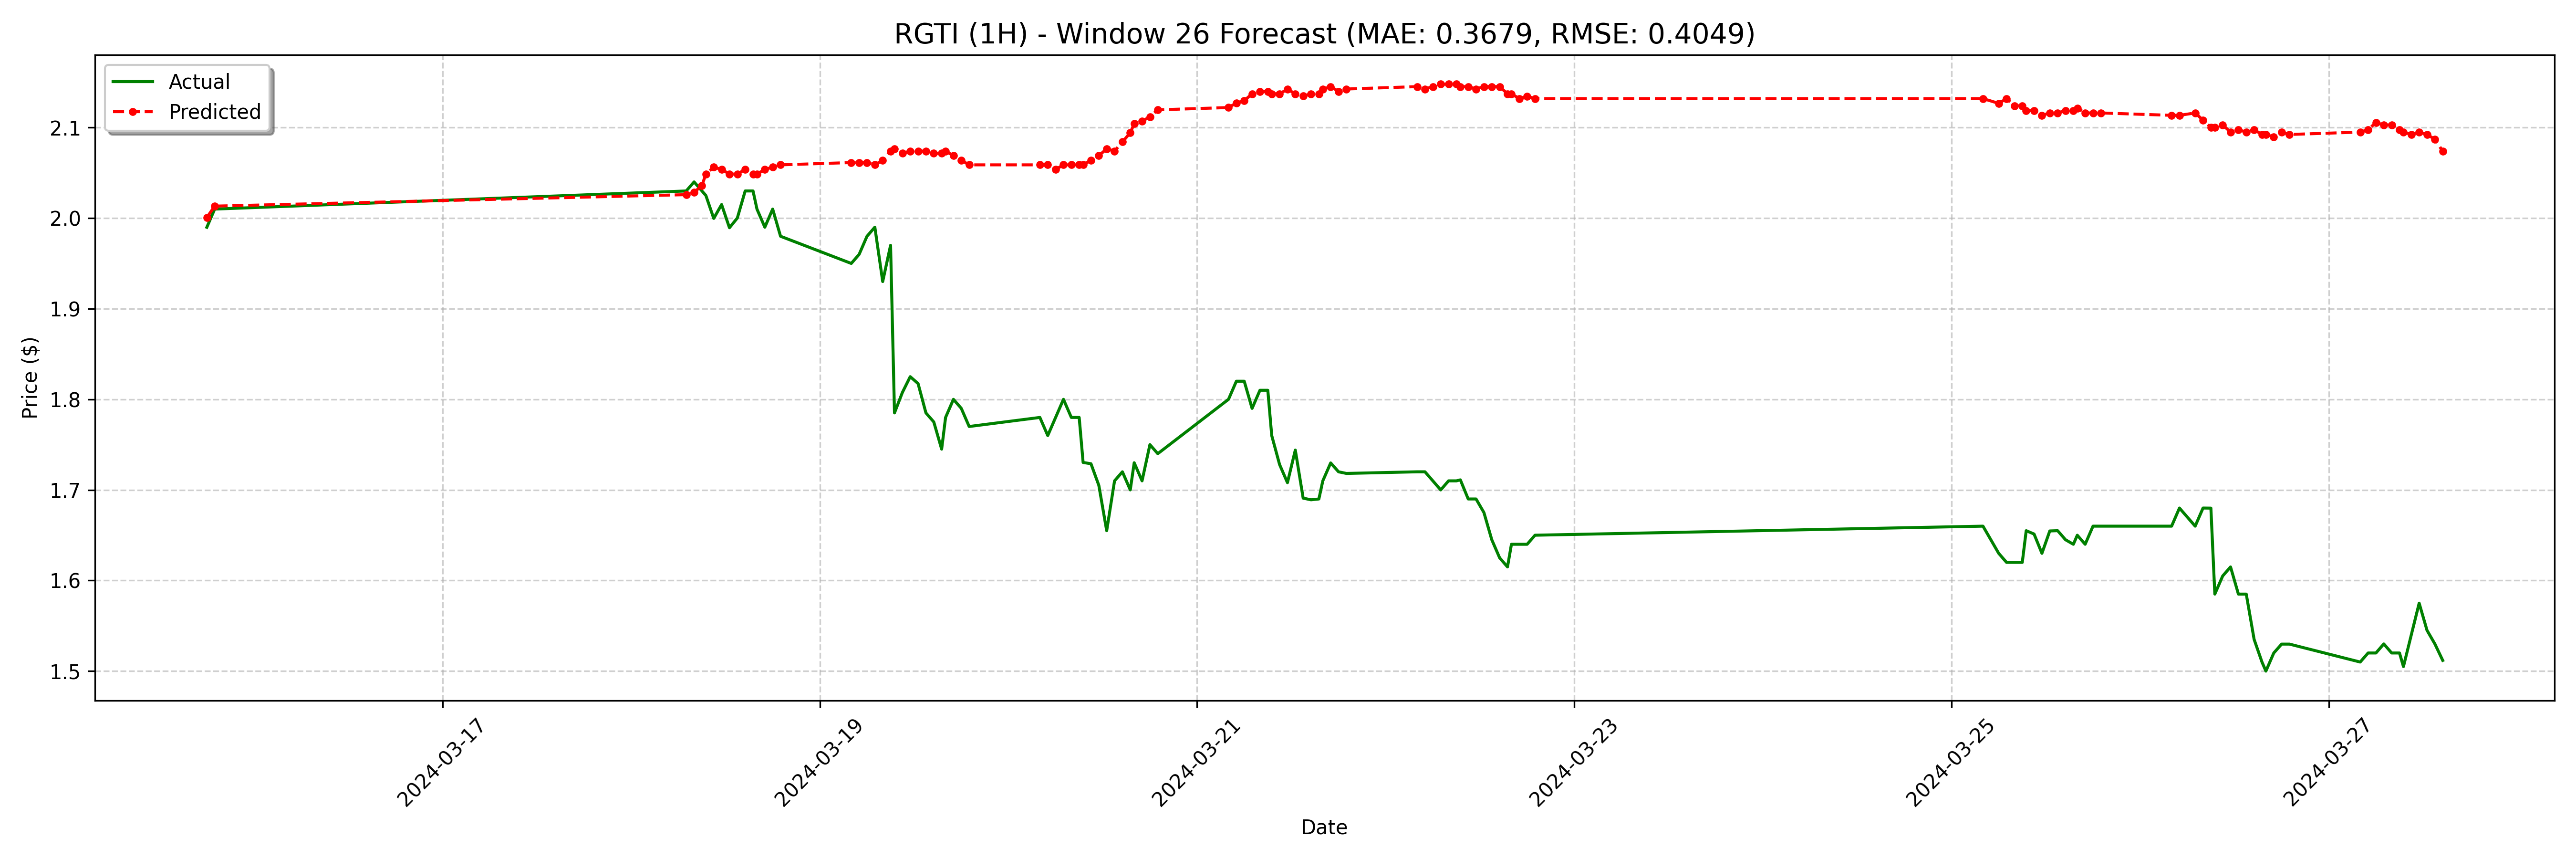 RGTI (1H) - Window 26 Forecast (MAE: 0.3679, RMSE: 0.4049)
Actual
Predicted
Price ($)
2.1
2.0
1.9
1.8
1.7
1.6
1.5
2024-03-17
2024-03-19
2024-03-21
2024-03-23
2024-03-25
2024-03-27
Date